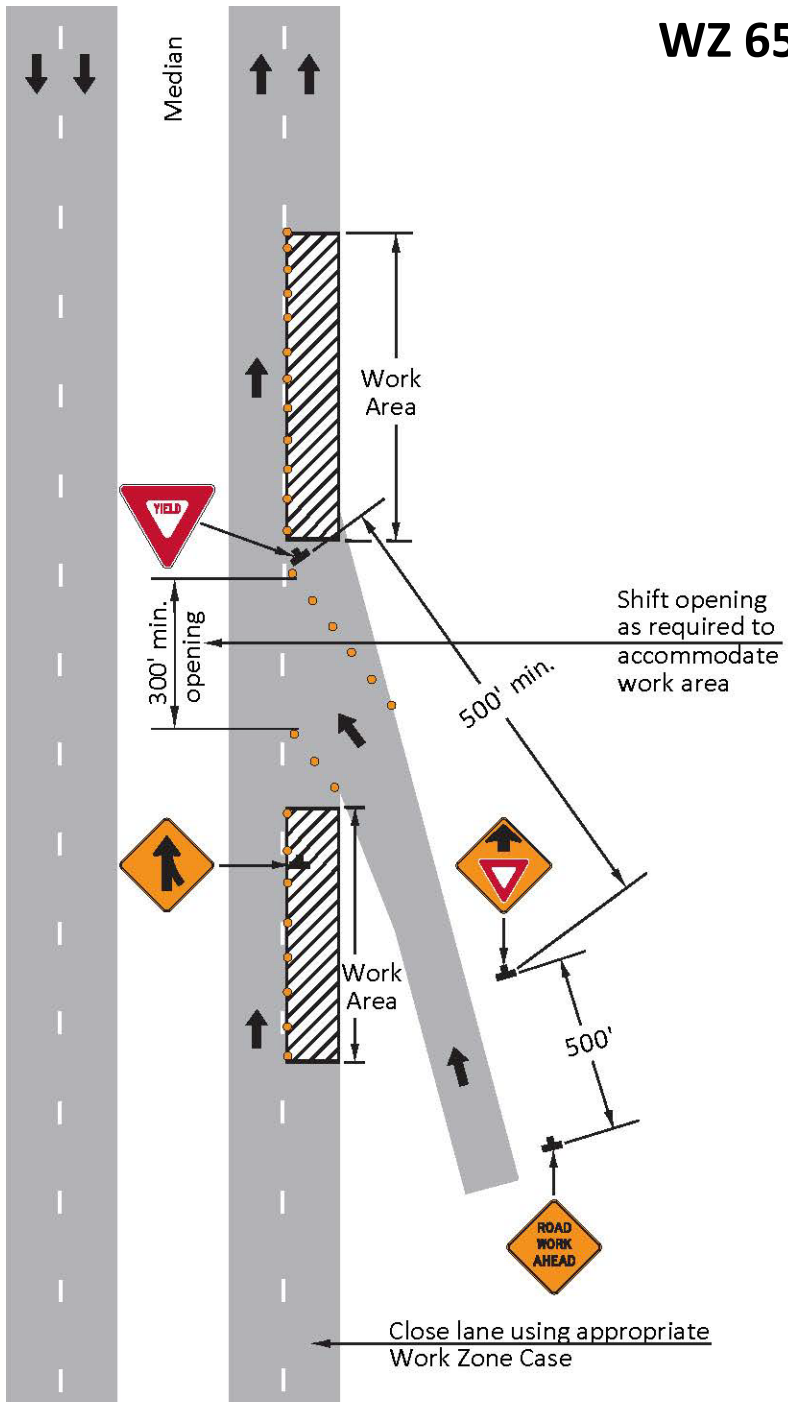 WZ 65
Median
Work
Area
YIELD
300' min.
opening
Shift opening
as required to
accommodate
work area
500' min.
Work
Area
500'
ROAD
WORK
AHEAD
Close lane using appropriate
Work Zone Case